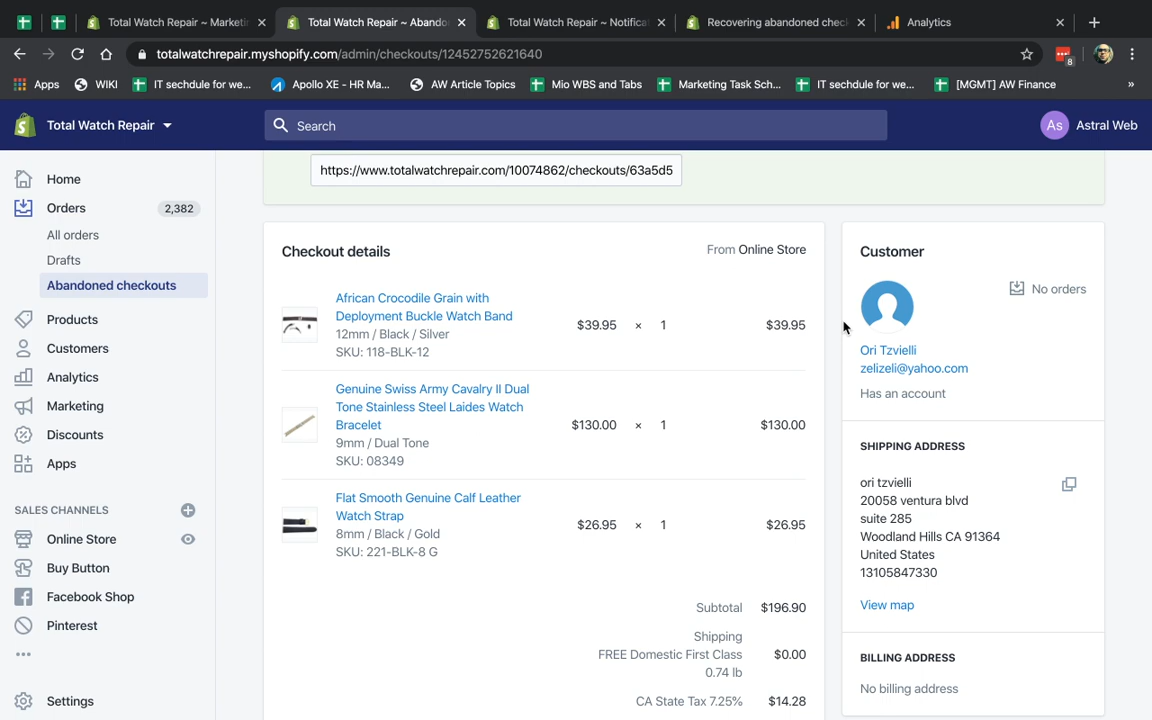 Total Watch Repair ~ Marketin
Total Watch Repair ~ Abando
Total Watch Repair ~ Notificat
Recovering abandoned check
Analytics
totalwatchrepair.myshopify.com/admin/checkouts/12452752621640
8
Apps
WIKI
IT sechdule for we...
Apollo XE - HR Ma...
AW Article Topics
Mio WBS and Tabs
Marketing Task Sch...
IT sechdule for we...
[MGMT] AW Finance
»
Total Watch Repair
Search
As
Astral Web
Home
Orders
2,382
All orders
Drafts
Abandoned checkouts
Products
Customers
Analytics
Marketing
Discounts
Apps
SALES CHANNELS
Online Store
Buy Button
Facebook Shop
Pinterest
Settings
https://www.totalwatchrepair.com/10074862/checkouts/63a5d5
Checkout details
From Online Store
African Crocodile Grain with
Deployment Buckle Watch Band
12mm / Black / Silver
SKU: 118-BLK-12
$39.95 × 1 $39.95
Genuine Swiss Army Cavalry II Dual
Tone Stainless Steel Laides Watch
Bracelet
9mm / Dual Tone
SKU: 08349
$130.00 × 1 $130.00
Flat Smooth Genuine Calf Leather
Watch Strap
8mm / Black / Gold
SKU: 221-BLK-8 G
$26.95 × 1 $26.95
Subtotal $196.90
Shipping
FREE Domestic First Class $0.00
0.74 lb
CA State Tax 7.25% $14.28
Customer
No orders
Ori Tzvielli
zelizeli@yahoo.com
Has an account
SHIPPING ADDRESS
ori tzvielli
20058 ventura blvd
suite 285
Woodland Hills CA 91364
United States
13105847330
View map
BILLING ADDRESS
No billing address